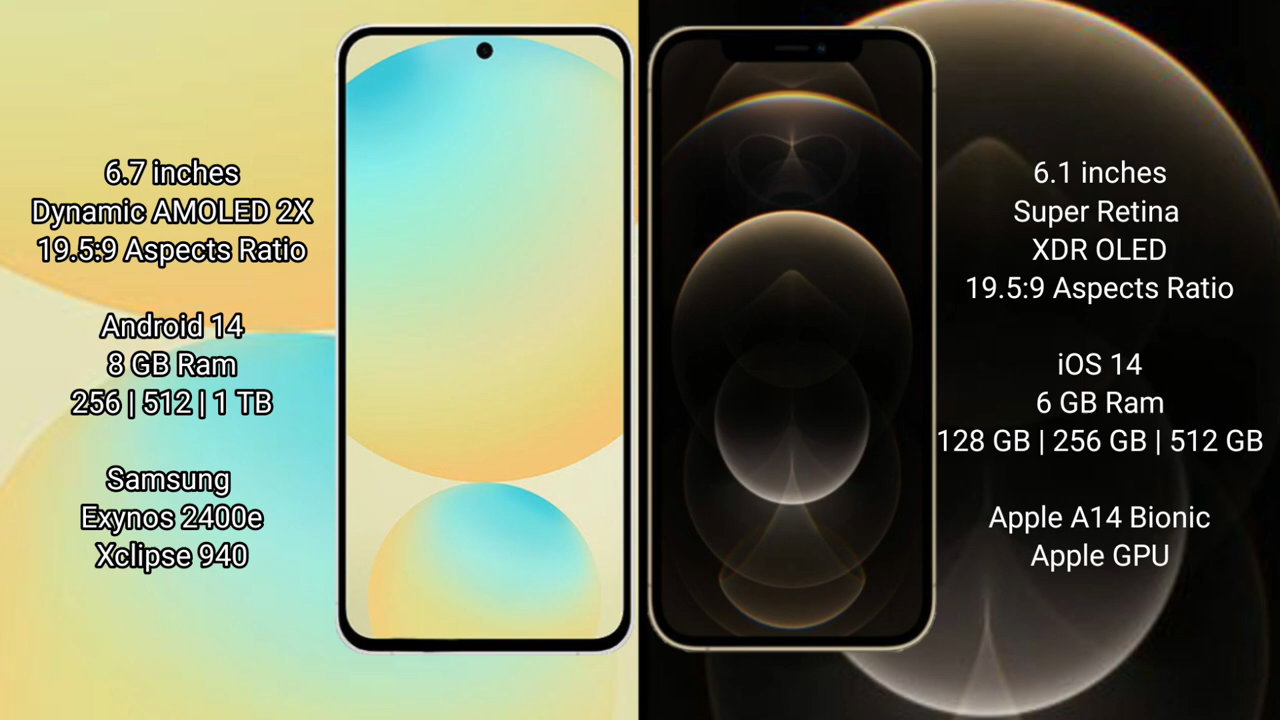 6.7 inches
Dynamic AMOLED 2X
19.5:9 Aspects Ratio
Android 14
8 GB Ram
256 | 512 | 1 TB
Samsung
Exynos 2400e
Xclipse 940
6.1 inches
Super Retina
XDR OLED
19.5:9 Aspects Ratio
iOS 14
6 GB Ram
128 GB | 256 GB | 512 GB
Apple A14 Bionic
Apple GPU